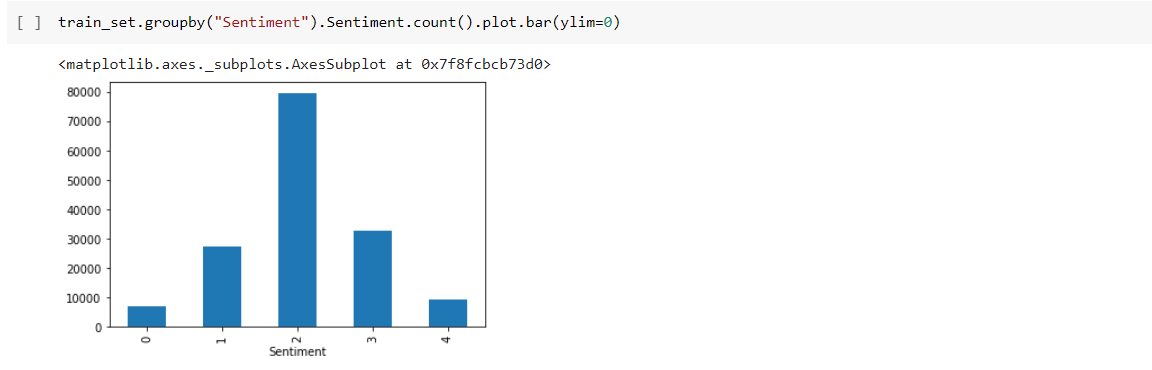 [ ] train_set.groupby("Sentiment").Sentiment.count().plot.bar(ylim=0)
<matplotlib.axes._subplots.AxesSubplot at 0x7f8fcbcb73d0>
80000
70000
60000
50000
40000
30000
20000
10000
0
0 1 2 3 4
Sentiment